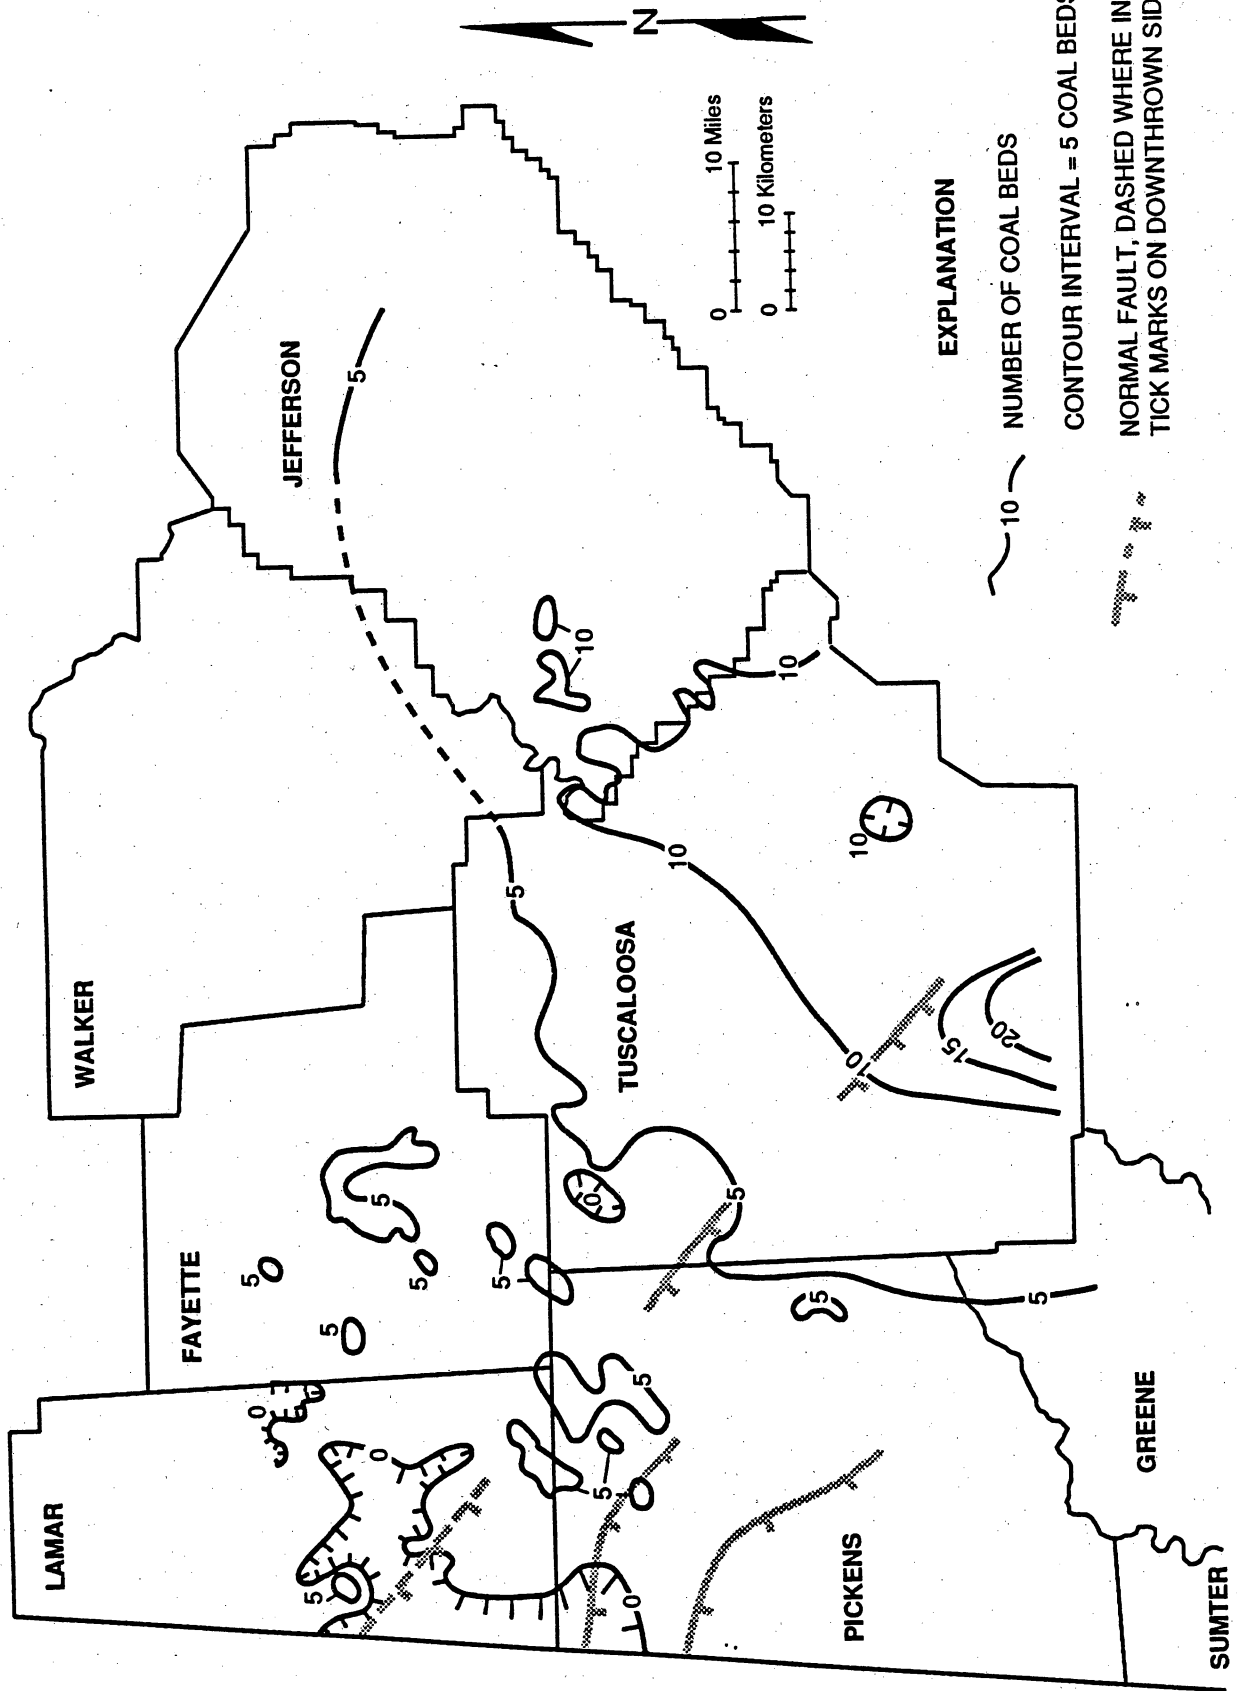 LAMAR
FAYETTE
WALKER
JEFFERSON
TUSCALOOSA
PICKENS
GREENE
SUMTER
5
0
0
5
5
5
5
5
5
5
5
5
0
0
5
5
5
5
10
10
10
10
10
15
20
N
0 10 Miles
0 10 Kilometers
EXPLANATION
10 NUMBER OF COAL BEDS
CONTOUR INTERVAL = 5 COAL BEDS
NORMAL FAULT, DASHED WHERE IN
TICK MARKS ON DOWNTHROWN SID